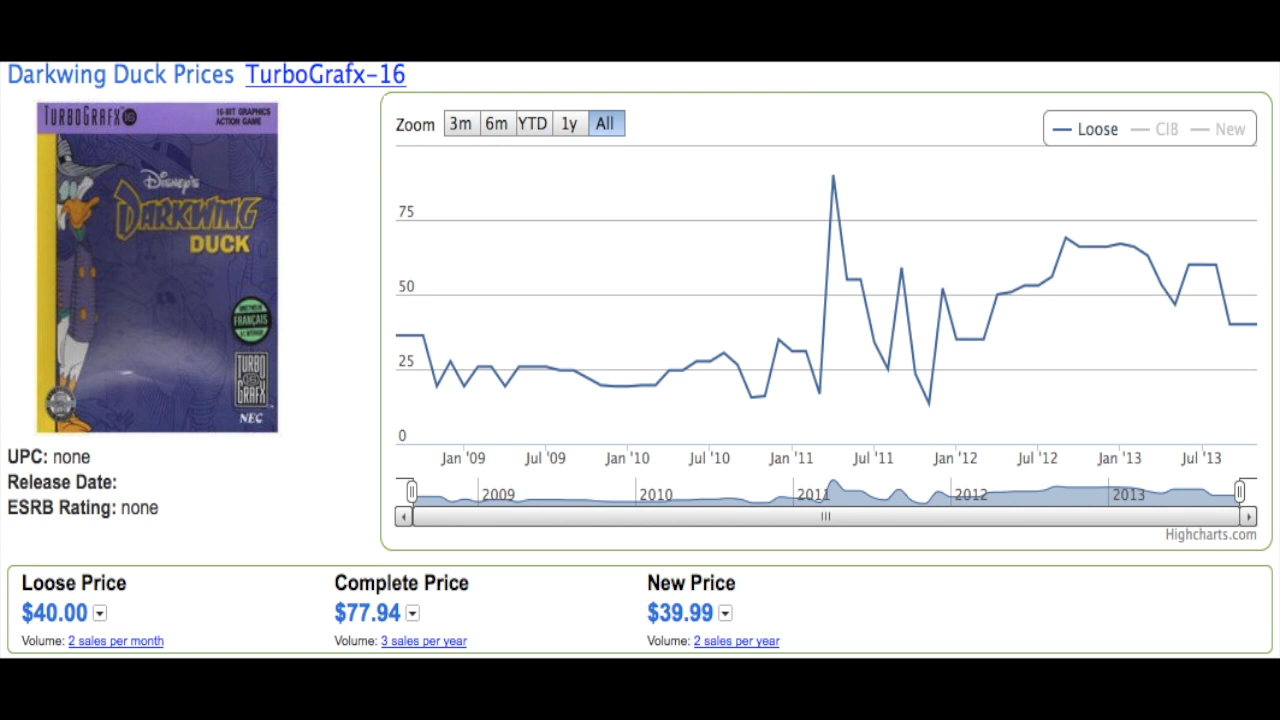 Darkwing Duck Prices TurboGrafx-16
TURBOGRAFX 16
16-BIT GRAPHICS
ACTION GAME
DISNEY'S
DARKWING
DUCK
FRANÇAIS
TURBO
16
GRAFX
NEC
UPC: none
Release Date:
ESRB Rating: none
Zoom 3m 6m YTD 1y All
Loose CIB New
75
50
25
0
Jan '09 Jul '09 Jan '10 Jul '10 Jan '11 Jul '11 Jan '12 Jul '12 Jan '13 Jul '13
2009 2010 2011 2012 2013
Highcharts.com
Loose Price Complete Price New Price
$40.00 $77.94 $39.99
Volume: 2 sales per month Volume: 3 sales per year Volume: 2 sales per year